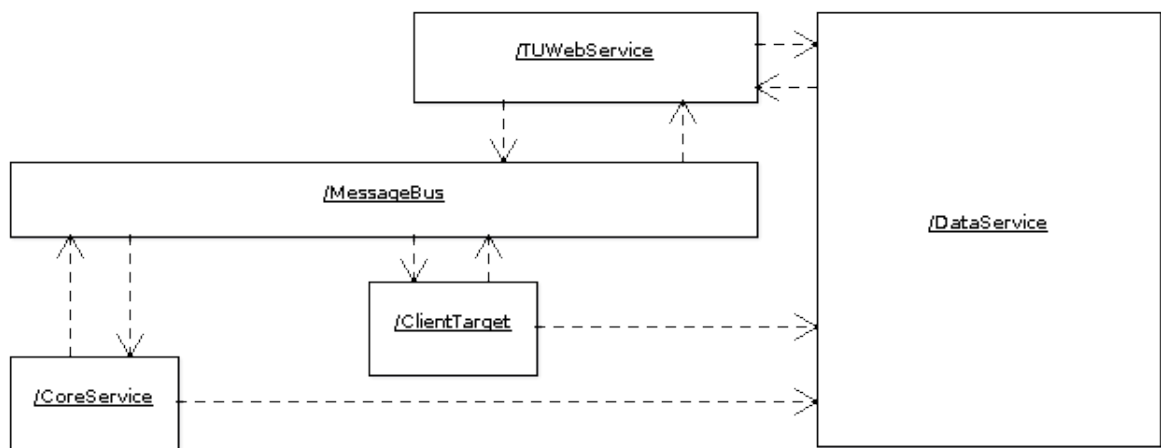 /TUWebService
/MessageBus
/DataService
/ClientTarget
/CoreService